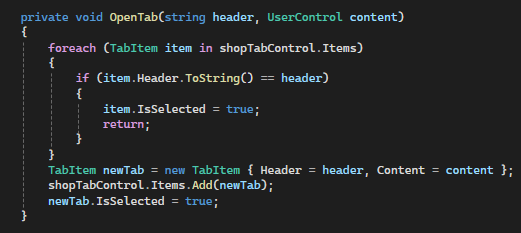 private void OpenTab(string header, UserControl content)
{
    foreach (TabItem item in shopTabControl.Items)
    {
        if (item.Header.ToString() == header)
        {
            item.IsSelected = true;
            return;
        }
    }
    TabItem newTab = new TabItem { Header = header, Content = content };
    shopTabControl.Items.Add(newTab);
    newTab.IsSelected = true;
}